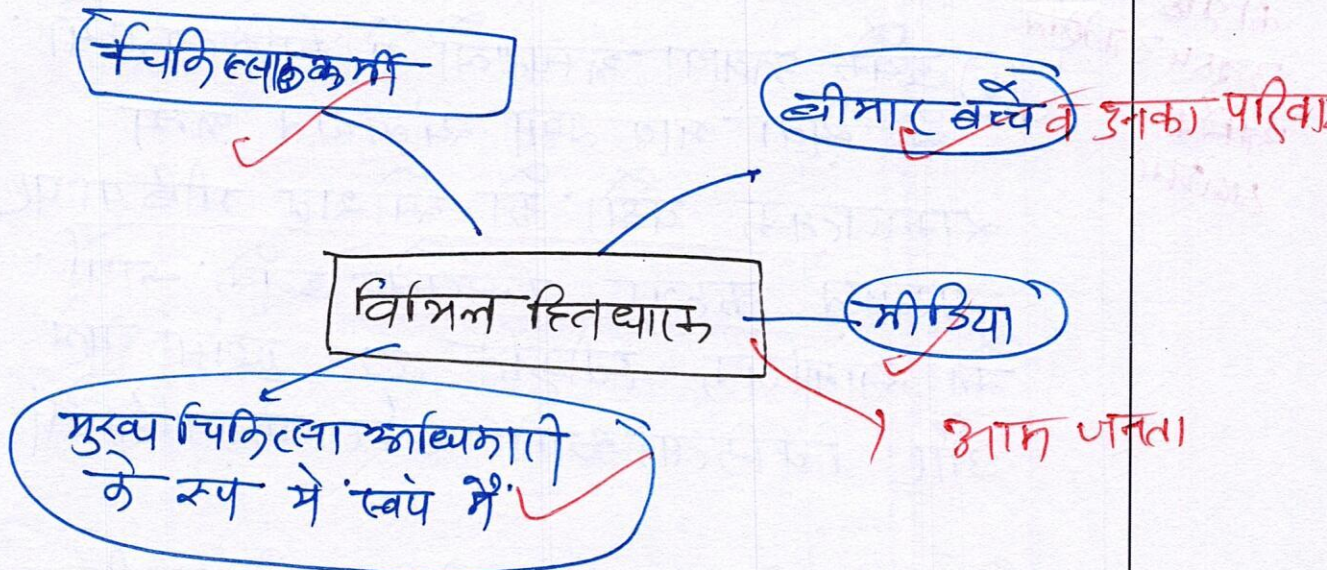 चिकित्साकर्मी
बीमार बच्चे व उनका परिवा
विभिन्न हितधारक
मीडिया
आम जनता
मुख्य चिकित्सा अधिकारी
के रूप में 'स्वयं मैं'